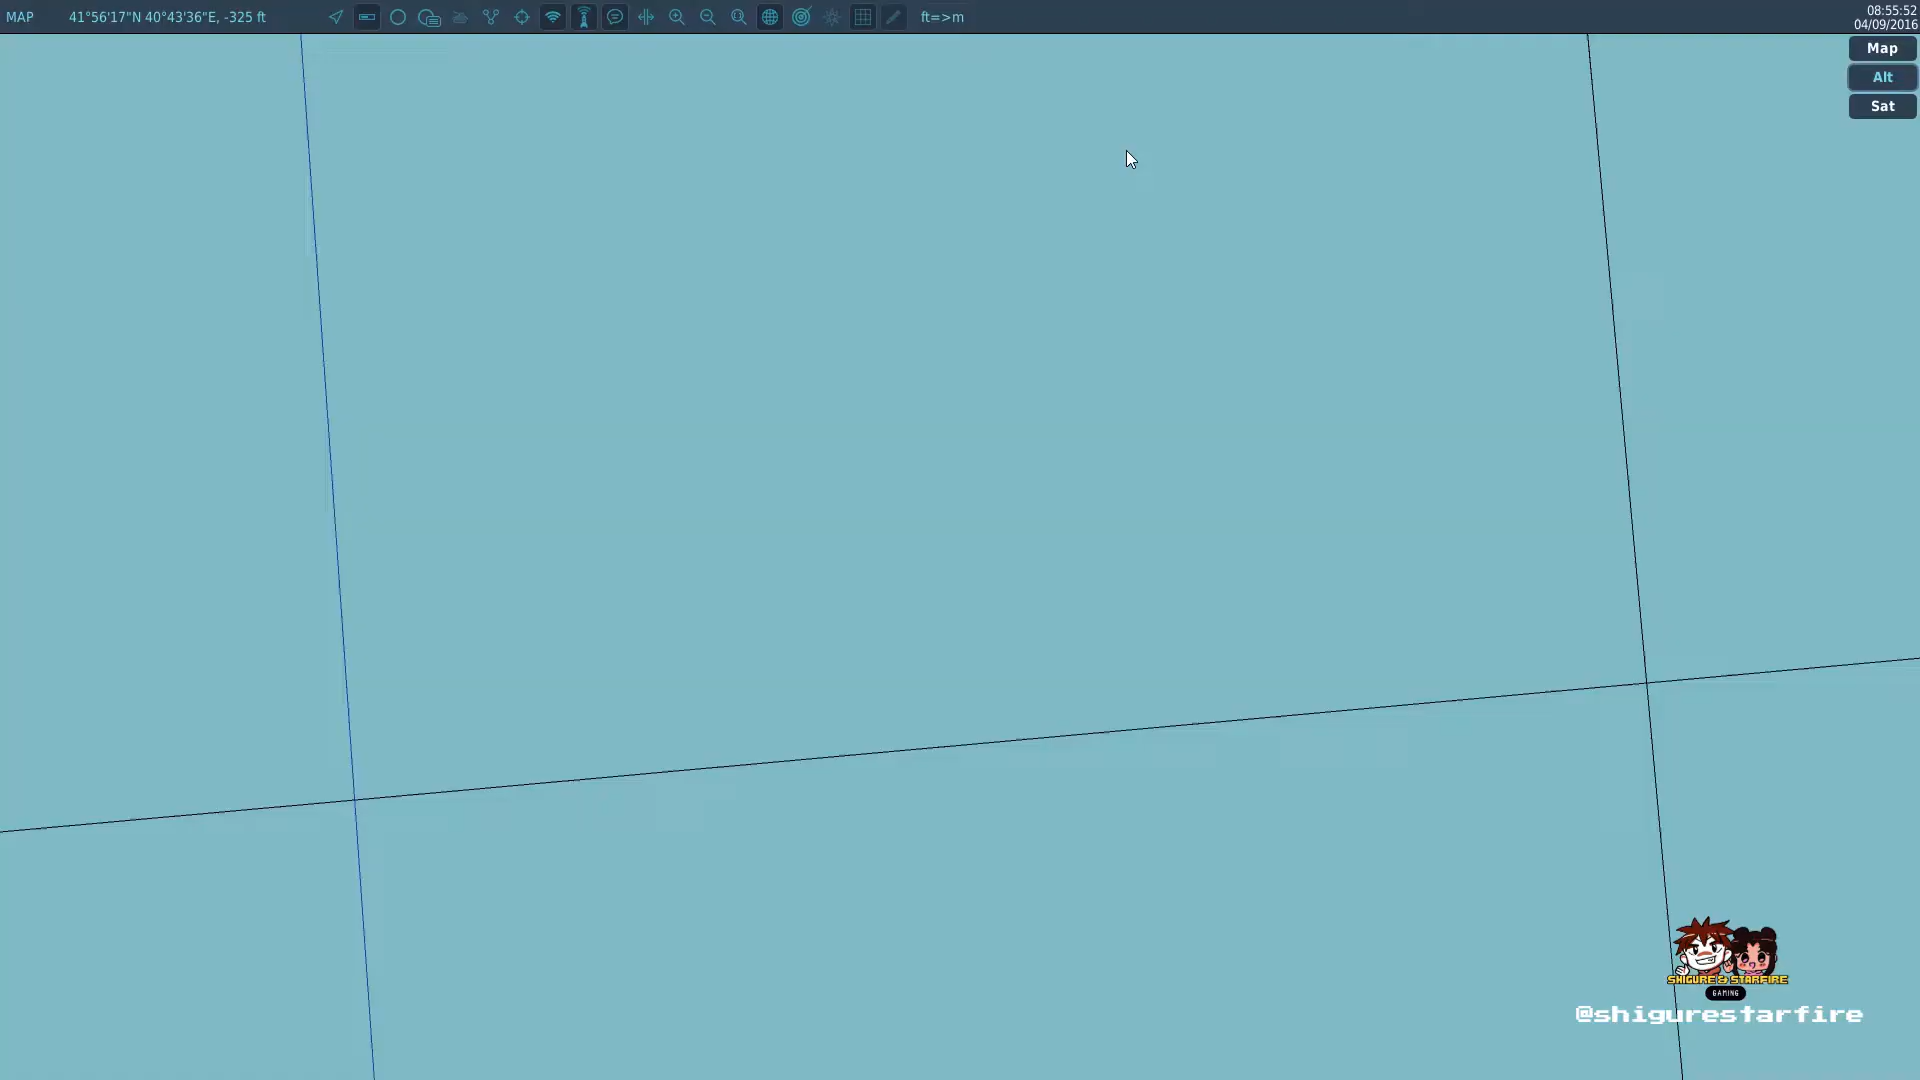 MAP 41°56'17"N 40°43'36"E, -325 ft ft=>m 08:55:52
04/09/2016
Map
Alt
Sat
SHIGURE & STARFIRE
GAMING
@shigurestarfire